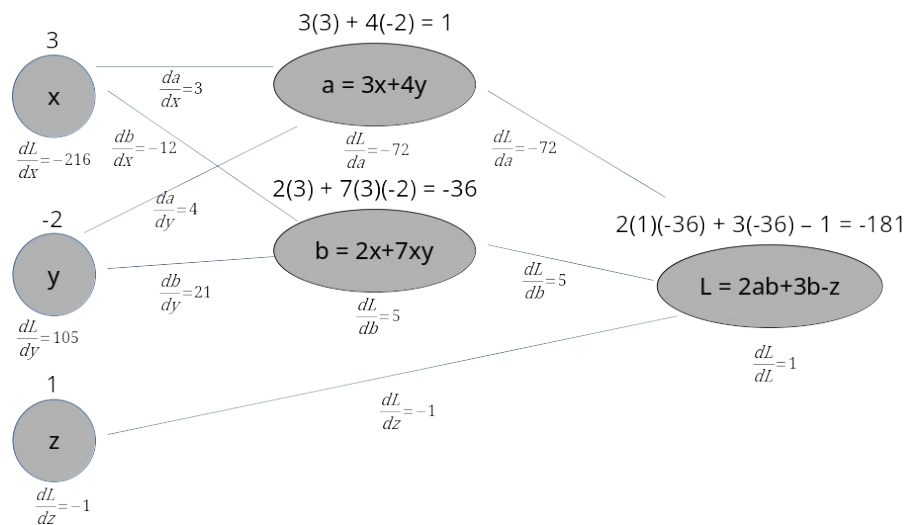 3(3) + 4(-2) = 1
3
x
a = 3x+4y
da/dx=3
dL/dx=−216
db/dx=−12
dL/da=−72
dL/da=−72
2(3) + 7(3)(-2) = -36
da/dy=4
-2
y
b = 2x+7xy
2(1)(-36) + 3(-36) – 1 = -181
L = 2ab+3b-z
db/dy=21
dL/db=5
dL/db=5
dL/dy=105
dL/dL=1
1
z
dL/dz=−1
dL/dz=−1